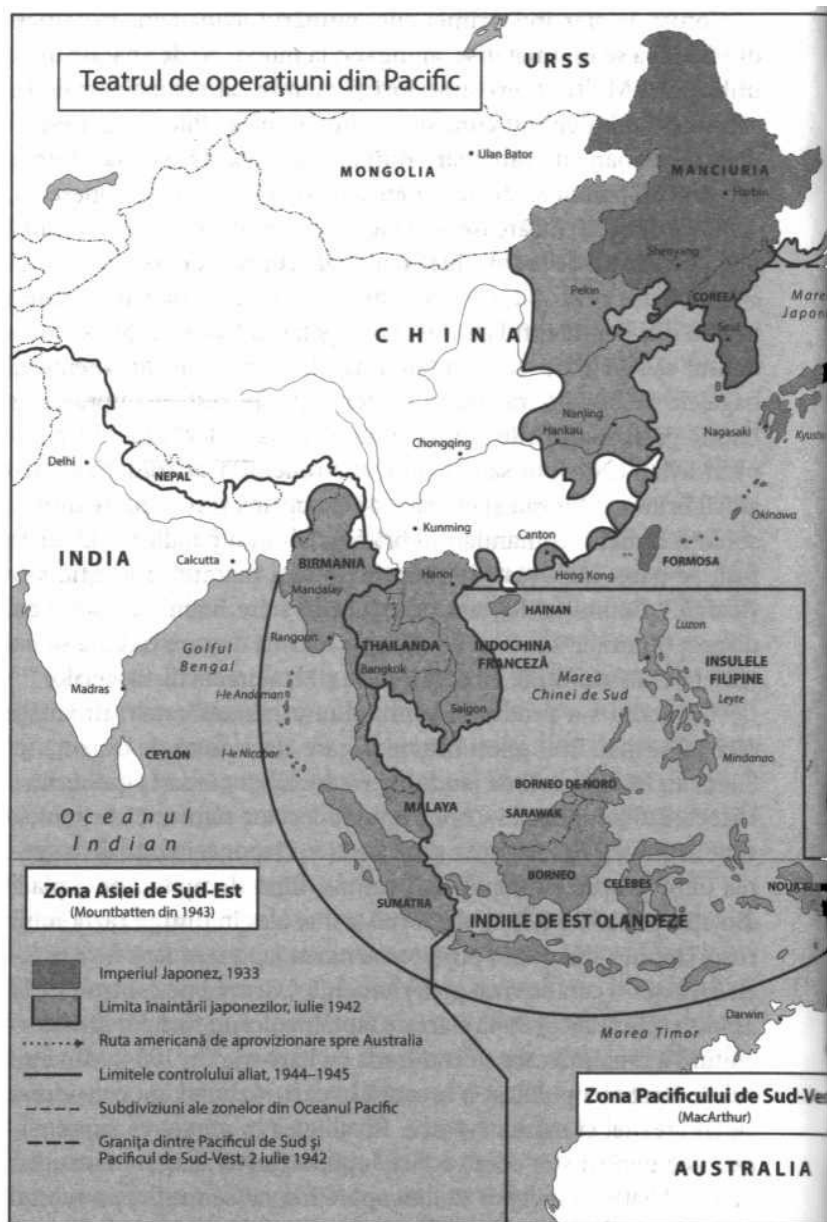 Teatrul de operațiuni din Pacific
URSS
MONGOLIA
Ulan Bator
MANCIURIA
Harbin
Shenyang
Pekin
COREEA
Seul
Marea
Japoniei
CHINA
Nanjing
Hankau
Nagasaki
Kyushu
Chongqing
Delhi
NEPAL
Okinawa
Kunming
Canton
INDIA
Calcutta
BIRMANIA
Mandalay
Hanoi
Hong Kong
FORMOSA
HAINAN
Luzon
Rangoon
Golful
Bengal
THAILANDA
Bangkok
INDOCHINA
FRANCEZĂ
Marea
Chinei de Sud
INSULELE
FILIPINE
Leyte
Madras
I-le Andaman
Saigon
Mindanao
CEYLON
I-le Nicobar
Oceanul
Indian
MALAYA
BORNEO DE NORD
SARAWAK
BORNEO
CELEBES
NOUA
SUMATRA
INDIILE DE EST OLANDEZE
Zona Asiei de Sud-Est
(Mountbatten din 1943)
Imperiul Japonez, 1933
Limita înaintării japonezilor, iulie 1942
Ruta americană de aprovizionare spre Australia
Limitele controlului aliat, 1944–1945
Subdiviziuni ale zonelor din Oceanul Pacific
Granița dintre Pacificul de Sud și
Pacificul de Sud-Vest, 2 iulie 1942
Darwin
Marea Timor
Zona Pacificului de Sud-Ves
(MacArthur)
AUSTRALIA